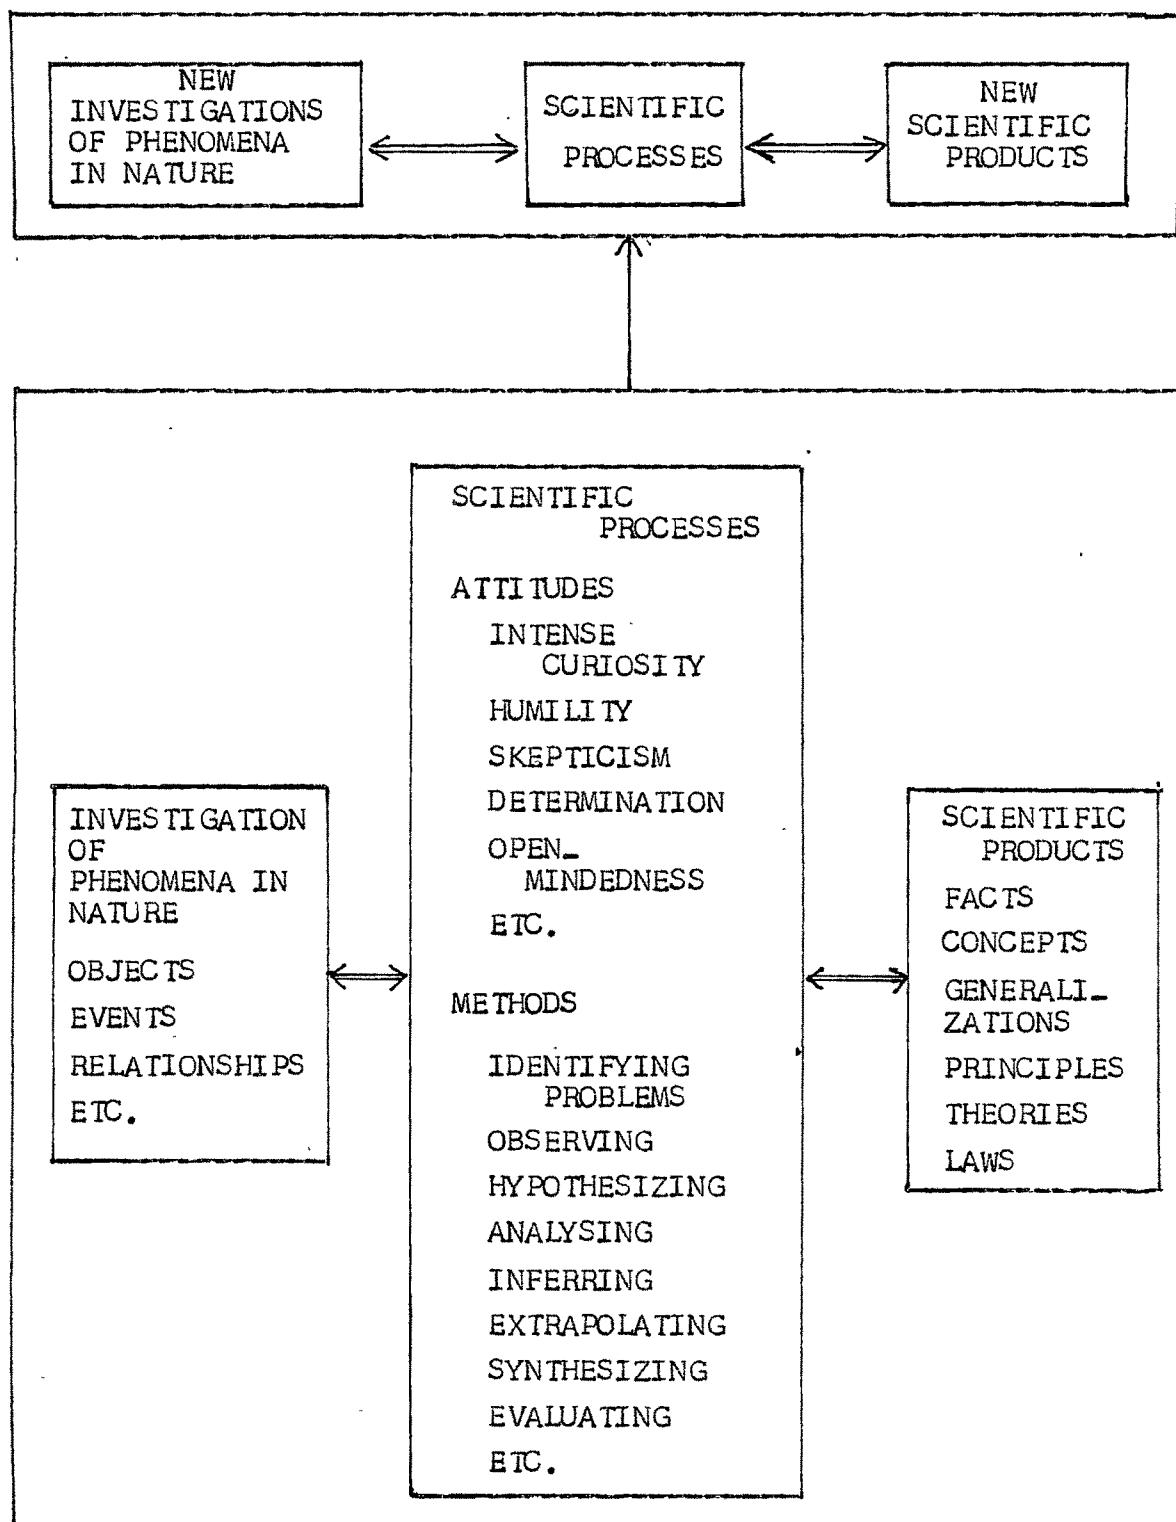 NEW
INVESTIGATIONS
OF PHENOMENA
IN NATURE
SCIENTIFIC
PROCESSES
NEW
SCIENTIFIC
PRODUCTS
INVESTIGATION
OF
PHENOMENA IN
NATURE
OBJECTS
EVENTS
RELATIONSHIPS
ETC.
SCIENTIFIC
PROCESSES
ATTITUDES
INTENSE
CURIOSITY
HUMILITY
SKEPTICISM
DETERMINATION
OPEN-
MINDEDNESS
ETC.
METHODS
IDENTIFYING
PROBLEMS
OBSERVING
HYPOTHESIZING
ANALYSING
INFERRING
EXTRAPOLATING
SYNTHESIZING
EVALUATING
ETC.
SCIENTIFIC
PRODUCTS
FACTS
CONCEPTS
GENERALI-
ZATIONS
PRINCIPLES
THEORIES
LAWS